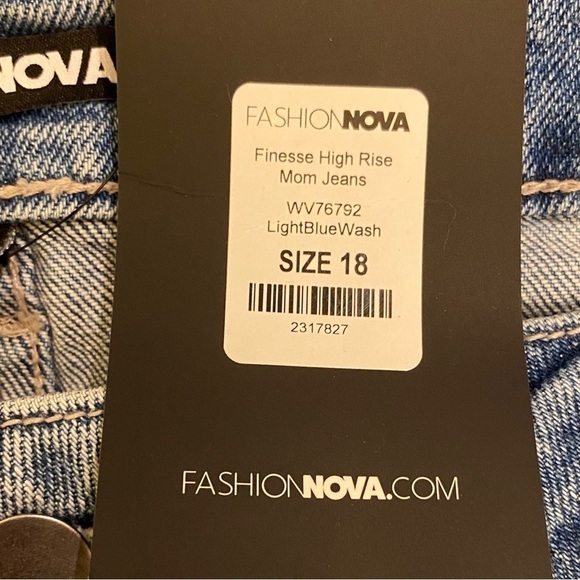 NOVA
FASHIONNOVA
Finesse High Rise
Mom Jeans
WV76792
LightBlueWash
SIZE 18
2317827
FASHIONNOVA.COM